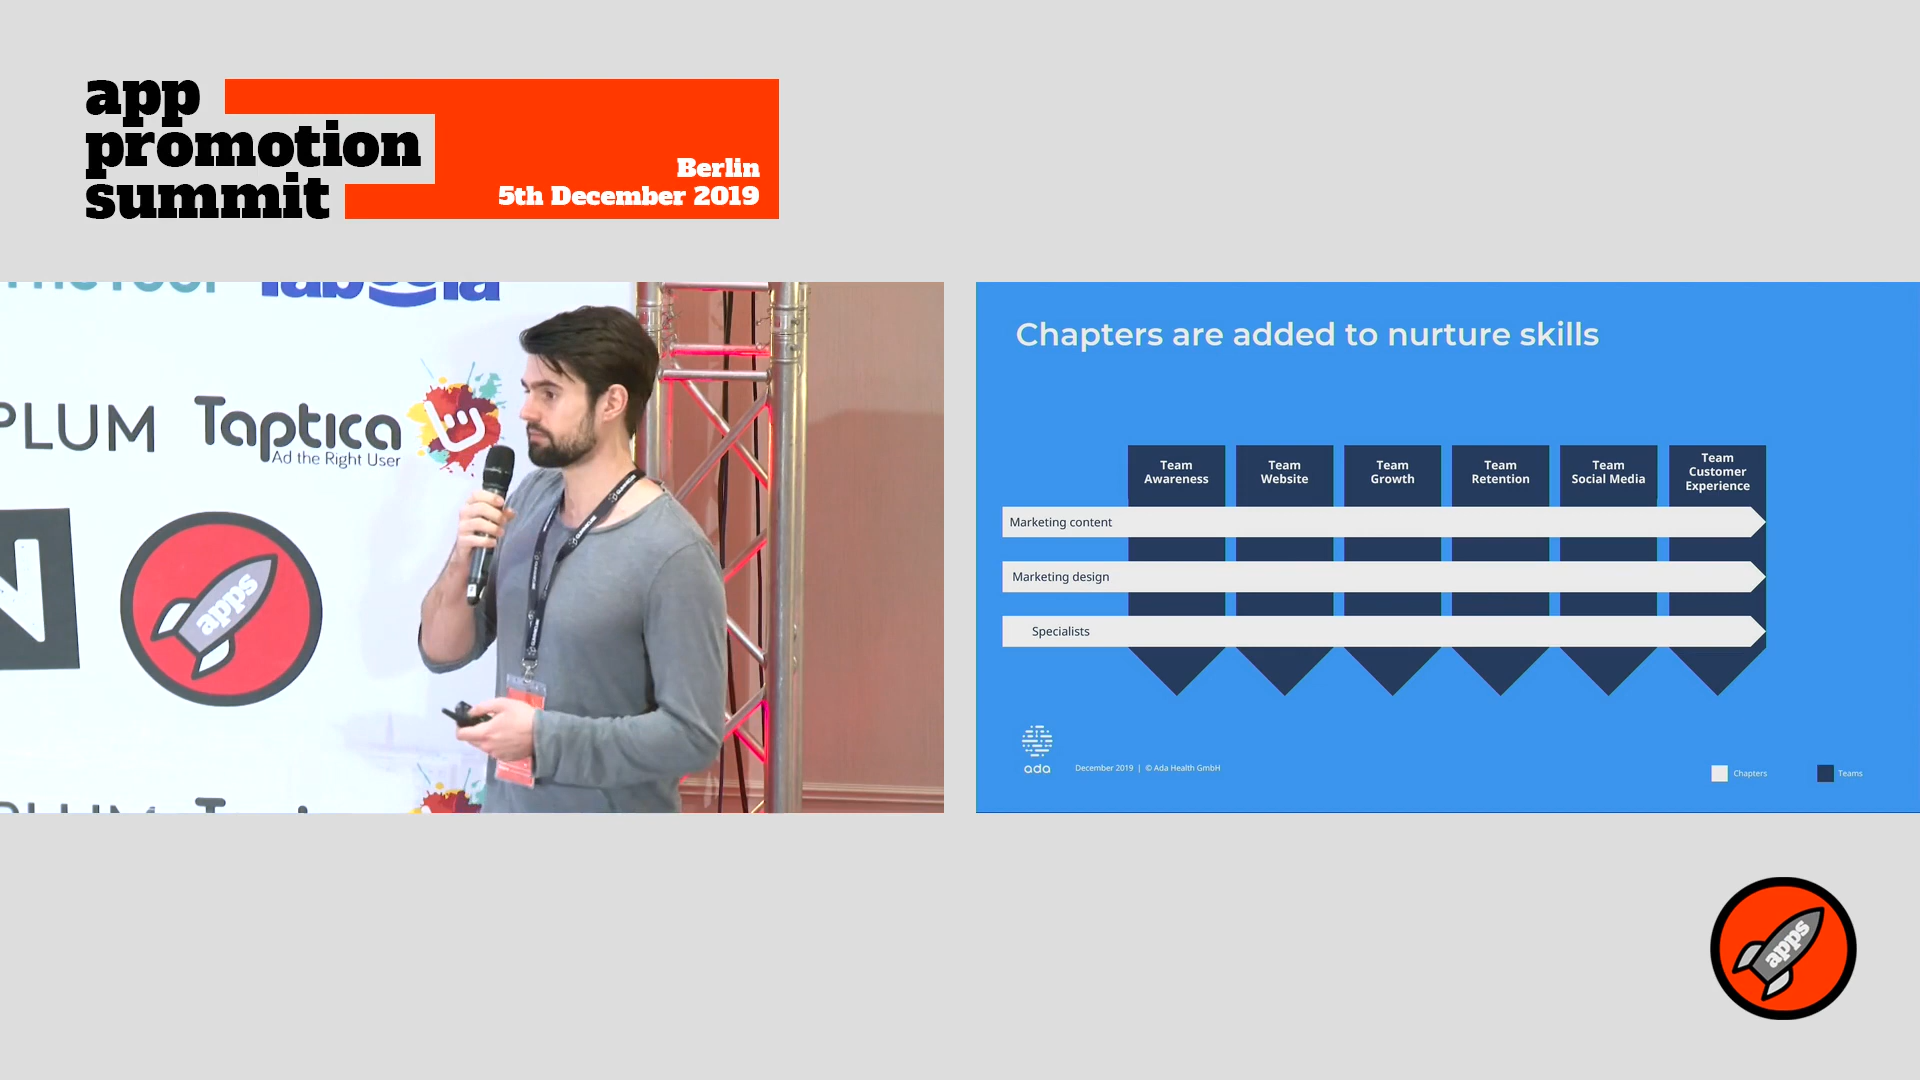 app
promotion
summit
Berlin
5th December 2019
PLUM
Taptica
Ad the Right User
apps
Chapters are added to nurture skills
Team
Awareness
Team
Website
Team
Growth
Team
Retention
Team
Social Media
Team
Customer
Experience
Marketing content
Marketing design
Specialists
ada
December 2019 | © Ada Health GmbH
Chapters
Teams
apps